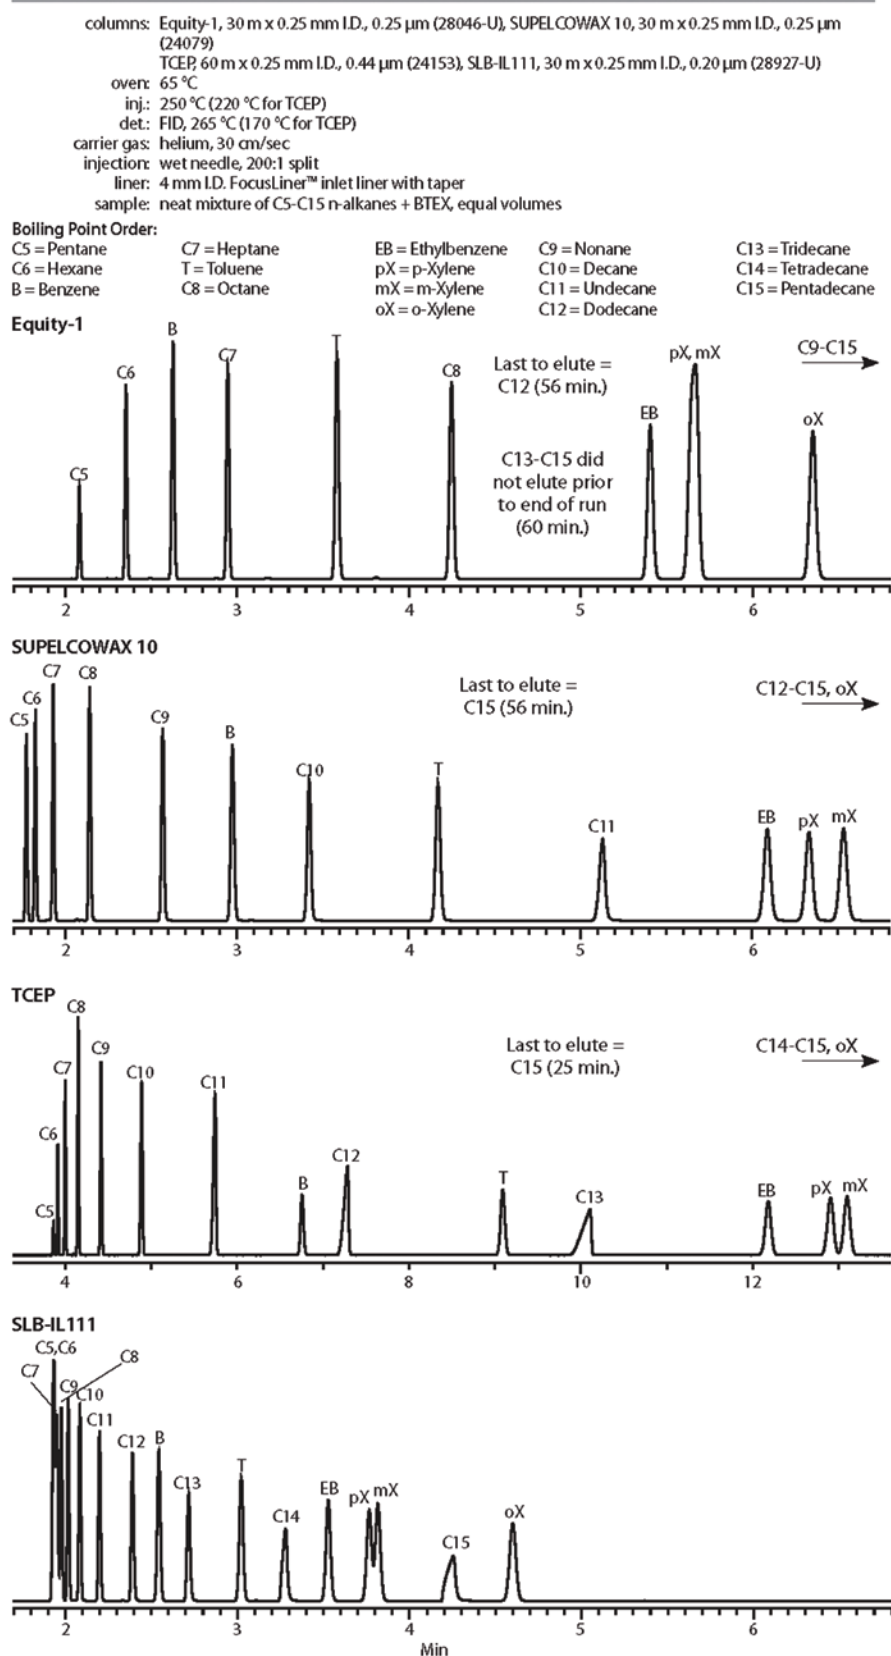 columns: Equity-1, 30 m x 0.25 mm I.D., 0.25 µm (28046-U), SUPELCOWAX 10, 30 m x 0.25 mm I.D., 0.25 µm
(24079)
TCEP, 60 m x 0.25 mm I.D., 0.44 µm (24153), SLB-IL111, 30 m x 0.25 mm I.D., 0.20 µm (28927-U)
oven: 65 °C
inj.: 250 °C (220 °C for TCEP)
det.: FID, 265 °C (170 °C for TCEP)
carrier gas: helium, 30 cm/sec
injection: wet needle, 200:1 split
liner: 4 mm I.D. FocusLiner™ inlet liner with taper
sample: neat mixture of C5-C15 n-alkanes + BTEX, equal volumes
Boiling Point Order:
C5 = Pentane C7 = Heptane EB = Ethylbenzene C9 = Nonane C13 = Tridecane
C6 = Hexane T = Toluene pX = p-Xylene C10 = Decane C14 = Tetradecane
B = Benzene C8 = Octane mX = m-Xylene C11 = Undecane C15 = Pentadecane
oX = o-Xylene C12 = Dodecane
Equity-1
C5
C6
B
C7
T
C8
Last to elute =
C12 (56 min.)
C13-C15 did
not elute prior
to end of run
(60 min.)
EB
pX, mX
oX
C9-C15
2 3 4 5 6
SUPELCOWAX 10
C5
C6
C7
C8
C9
B
C10
T
Last to elute =
C15 (56 min.)
C11
EB
pX
mX
C12-C15, oX
2 3 4 5 6
TCEP
C5
C6
C7
C8
C9
C10
C11
B
C12
T
Last to elute =
C15 (25 min.)
C13
EB
pX
mX
C14-C15, oX
4 6 8 10 12
SLB-IL111
C5,C6
C7
C8
C9
C10
C11
C12
B
C13
T
C14
EB
pX
mX
C15
oX
2 3 4 5 6
Min